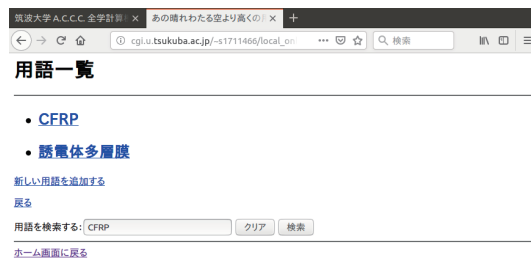 筑波大学 A.C.C.C. 全学計算 × あの晴れわたる空より高くの ×
cgi.u.tsukuba.ac.jp/~s1711466/local_on 検索
用語一覧
CFRP
誘電体多層膜
新しい用語を追加する
戻る
用語を検索する: CFRP クリア 検索
ホーム画面に戻る